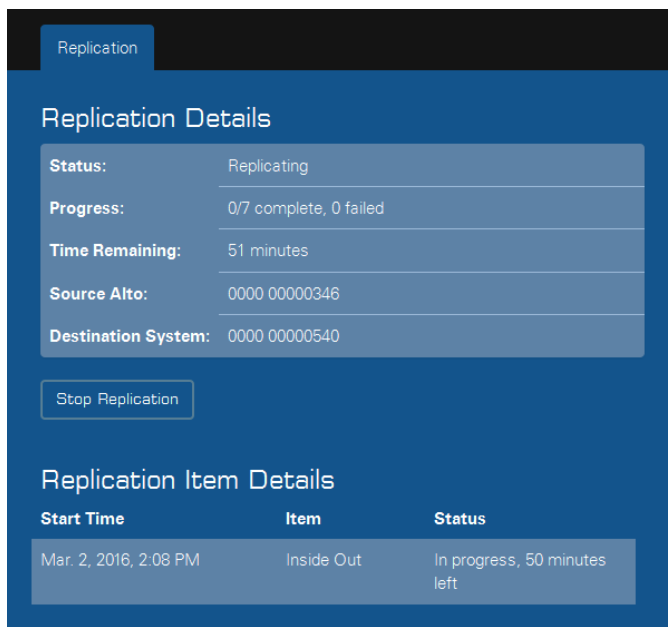 Replication
Replication Details
Status: Replicating
Progress: 0/7 complete, 0 failed
Time Remaining: 51 minutes
Source Alto: 0000 00000346
Destination System: 0000 00000540
Stop Replication
Replication Item Details
Start Time Item Status
Mar. 2, 2016, 2:08 PM Inside Out In progress, 50 minutes
left